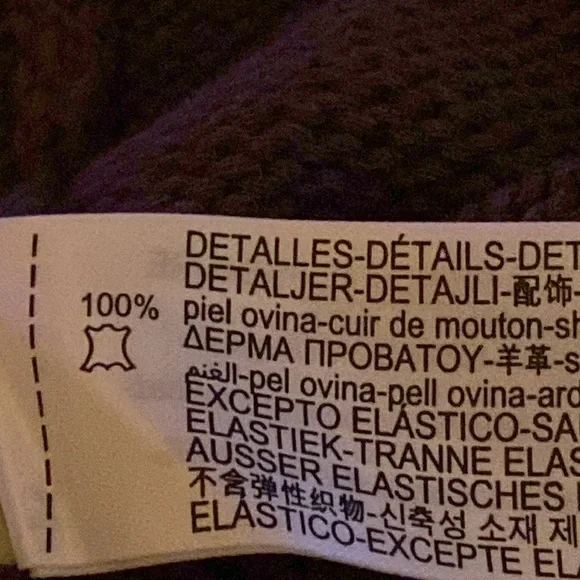 DETALLES-DÉTAILS-DET
DETALJER-DETAJLI-配饰-
100%
piel ovina-cuir de mouton-sh
ΔΕΡΜΑ ΠΡΟΒΑΤΟΥ-羊革-s
الغنم-pel ovina-pell ovina-ard
EXCEPTO ELÁSTICO-SA
ELASTIEK-TRANNE ELAS
AUSSER ELASTISCHES
不含弹性织物-신축성 소재 제
ELASTICO-EXCEPTE ELA